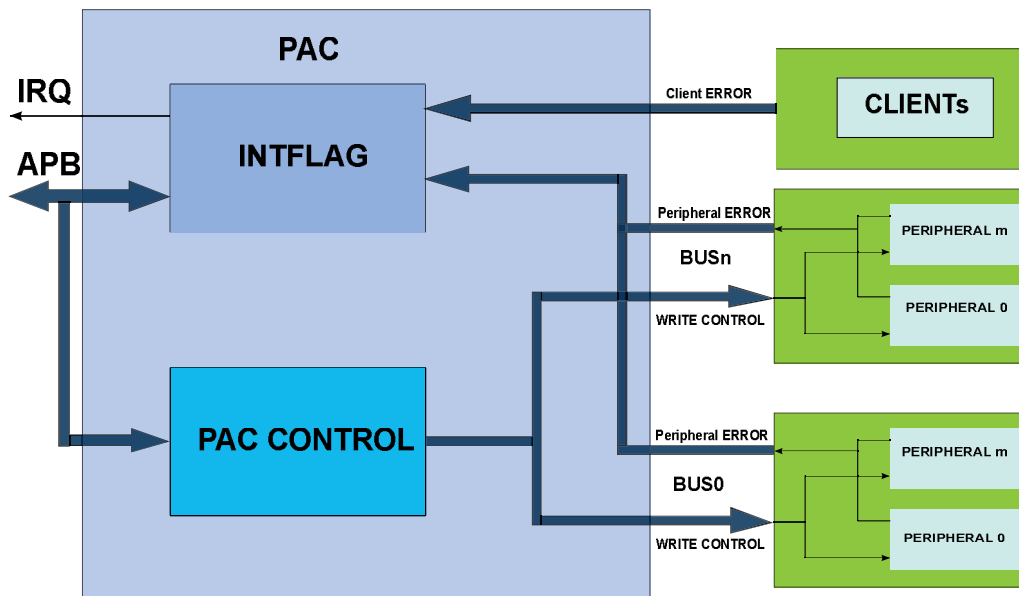 PAC
IRQ
Client ERROR
CLIENTs
INTFLAG
APB
Peripheral ERROR
PERIPHERAL m
BUSn
PERIPHERAL 0
WRITE CONTROL
PAC CONTROL
Peripheral ERROR
PERIPHERAL m
BUS0
PERIPHERAL 0
WRITE CONTROL